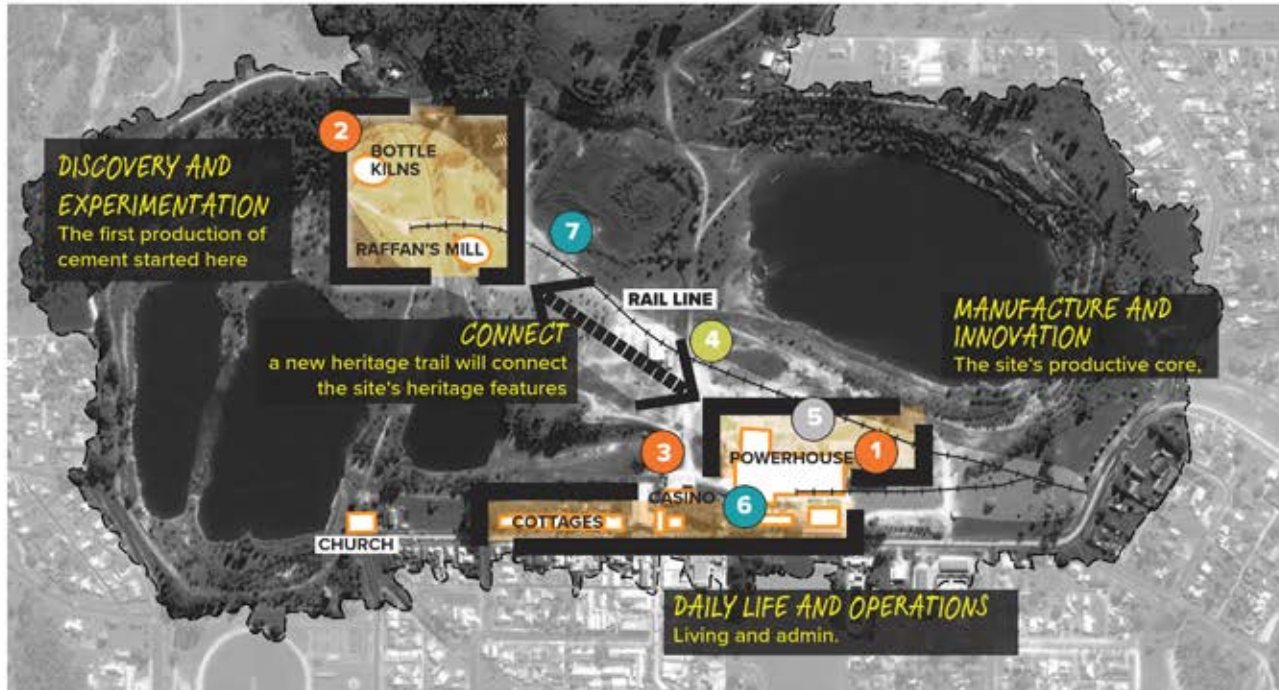 2
BOTTLE
KILNS
DISCOVERY AND
EXPERIMENTATION
The first production of
cement started here
RAFFAN'S MILL
7
RAIL LINE
CONNECT
a new heritage trail will connect
the site's heritage features
4
MANUFACTURE AND
INNOVATION
The site's productive core,
5
3
POWERHOUSE
1
CASINO
6
COTTAGES
CHURCH
DAILY LIFE AND OPERATIONS
Living and admin.